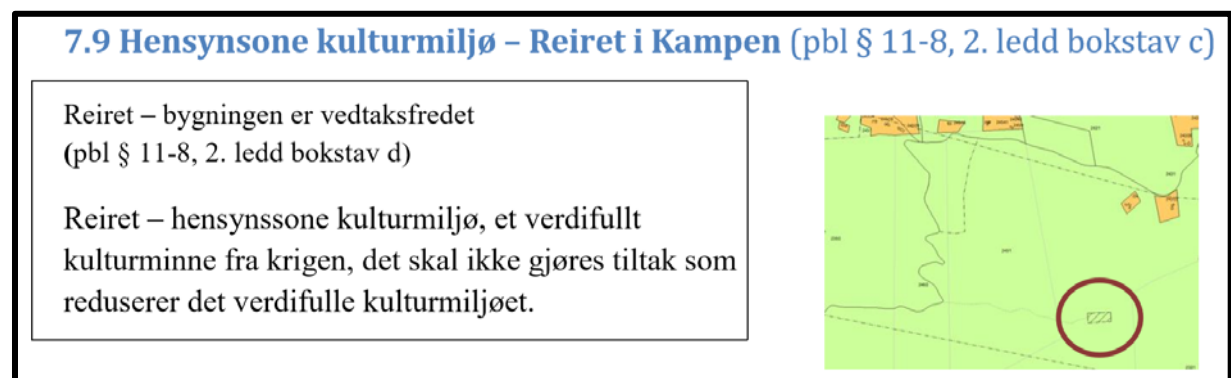 7.9 Hensynsone kulturmiljø – Reiret i Kampen (pbl § 11-8, 2. ledd bokstav c)
Reiret – bygningen er vedtaksfredet
(pbl § 11-8, 2. ledd bokstav d)
Reiret – hensynssone kulturmiljø, et verdifullt
kulturminne fra krigen, det skal ikke gjøres tiltak som
reduserer det verdifulle kulturmiljøet.